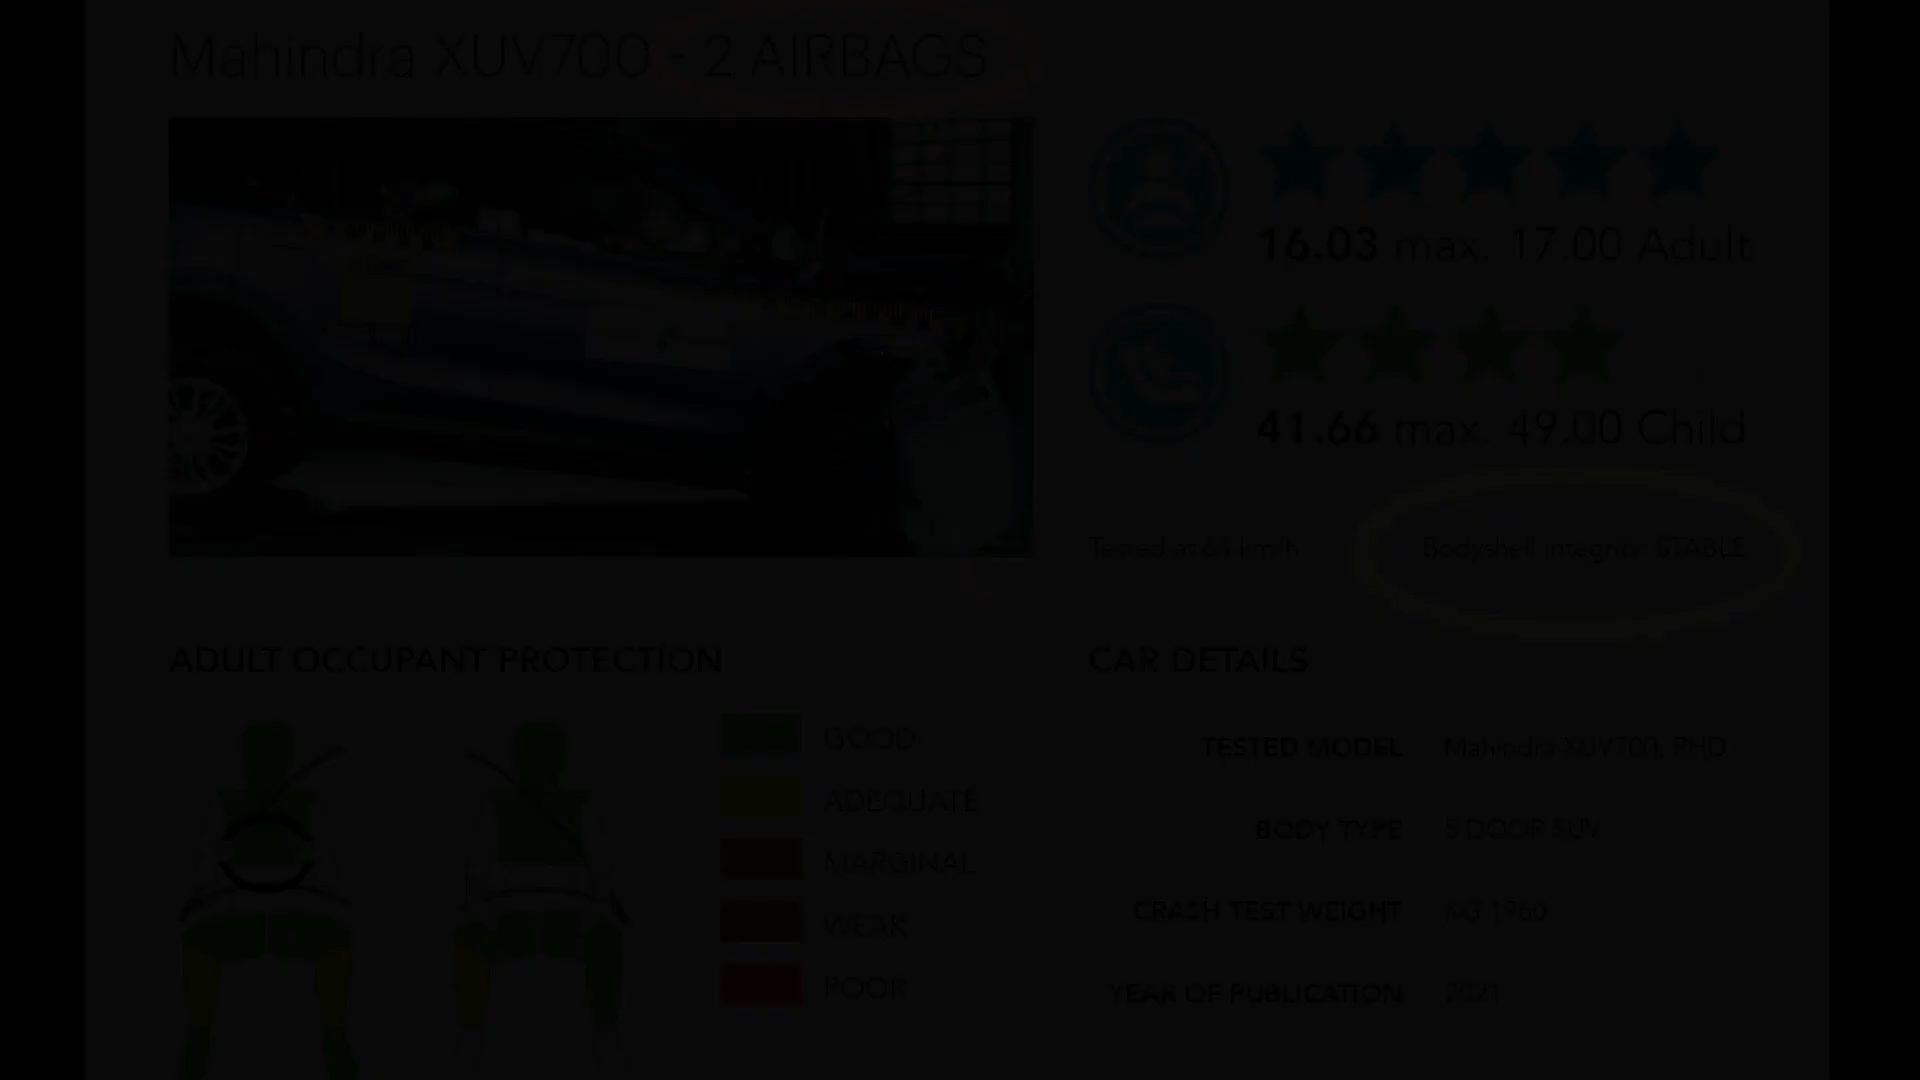 Mahindra XUV700 - 2 AIRBAGS
16.03 max. 17.00 Adult
41.66 max. 49.00 Child
Tested at 64 km/h
Bodyshell integrity: STABLE
ADULT OCCUPANT PROTECTION
GOOD
ADEQUATE
MARGINAL
WEAK
POOR
CAR DETAILS
TESTED MODEL Mahindra XUV700, RHD
BODY TYPE 5 DOOR SUV
CRASH TEST WEIGHT KG 1960
YEAR OF PUBLICATION 2021